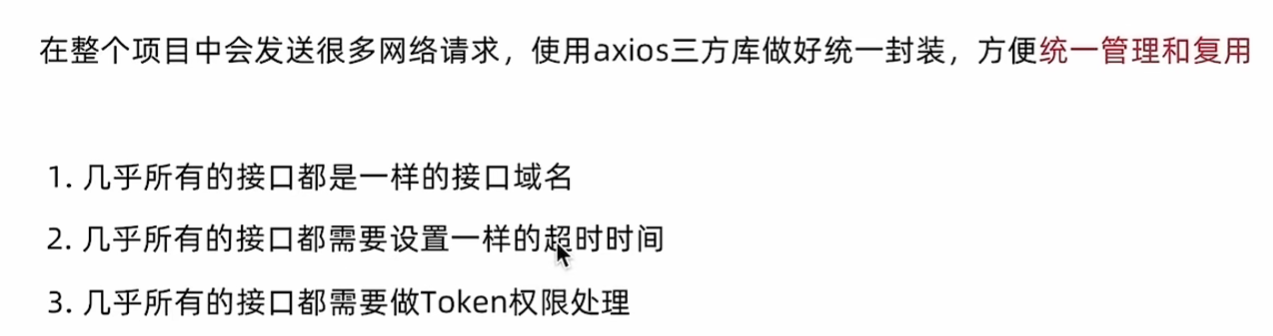 在整个项目中会发送很多网络请求，使用axios三方库做好统一封装，方便统一管理和复用
1. 几乎所有的接口都是一样的接口域名
2. 几乎所有的接口都需要设置一样的超时时间
3. 几乎所有的接口都需要做Token权限处理